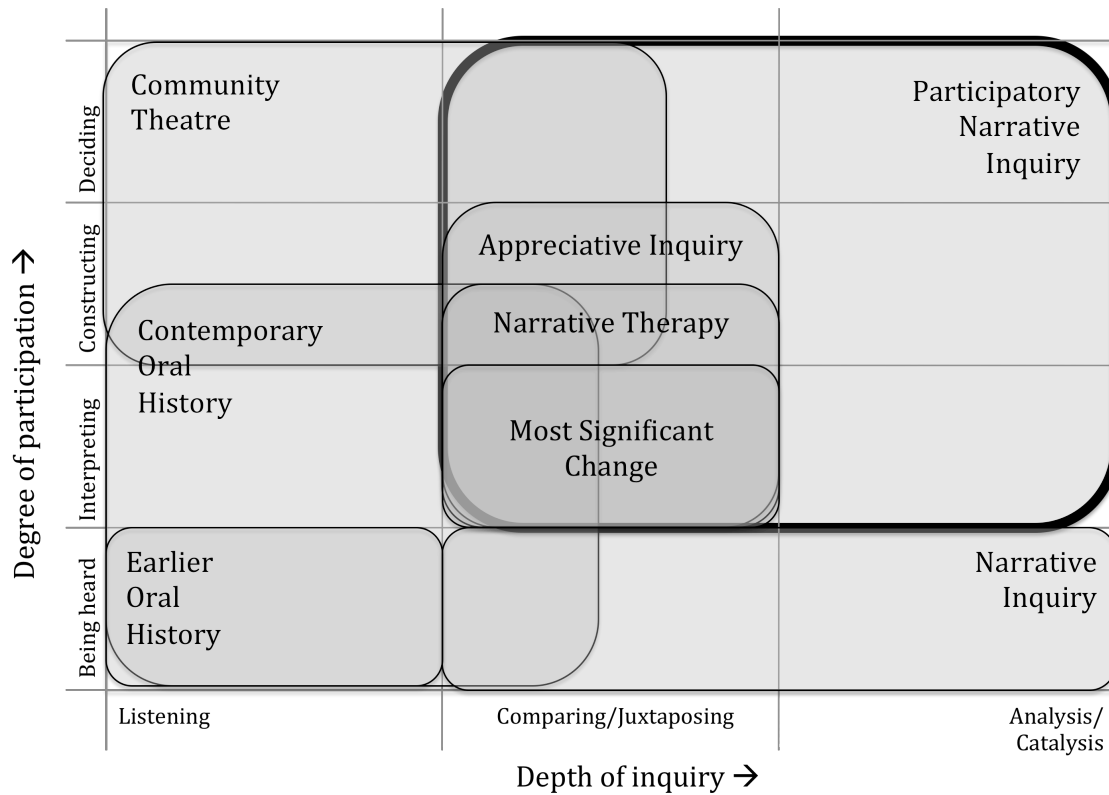 Community
Theatre
Participatory
Narrative
Inquiry
Appreciative Inquiry
Narrative Therapy
Contemporary
Oral
History
Most Significant
Change
Earlier
Oral
History
Narrative
Inquiry
Degree of participation →
Deciding
Constructing
Interpreting
Being heard
Listening
Comparing/Juxtaposing
Analysis/
Catalysis
Depth of inquiry →